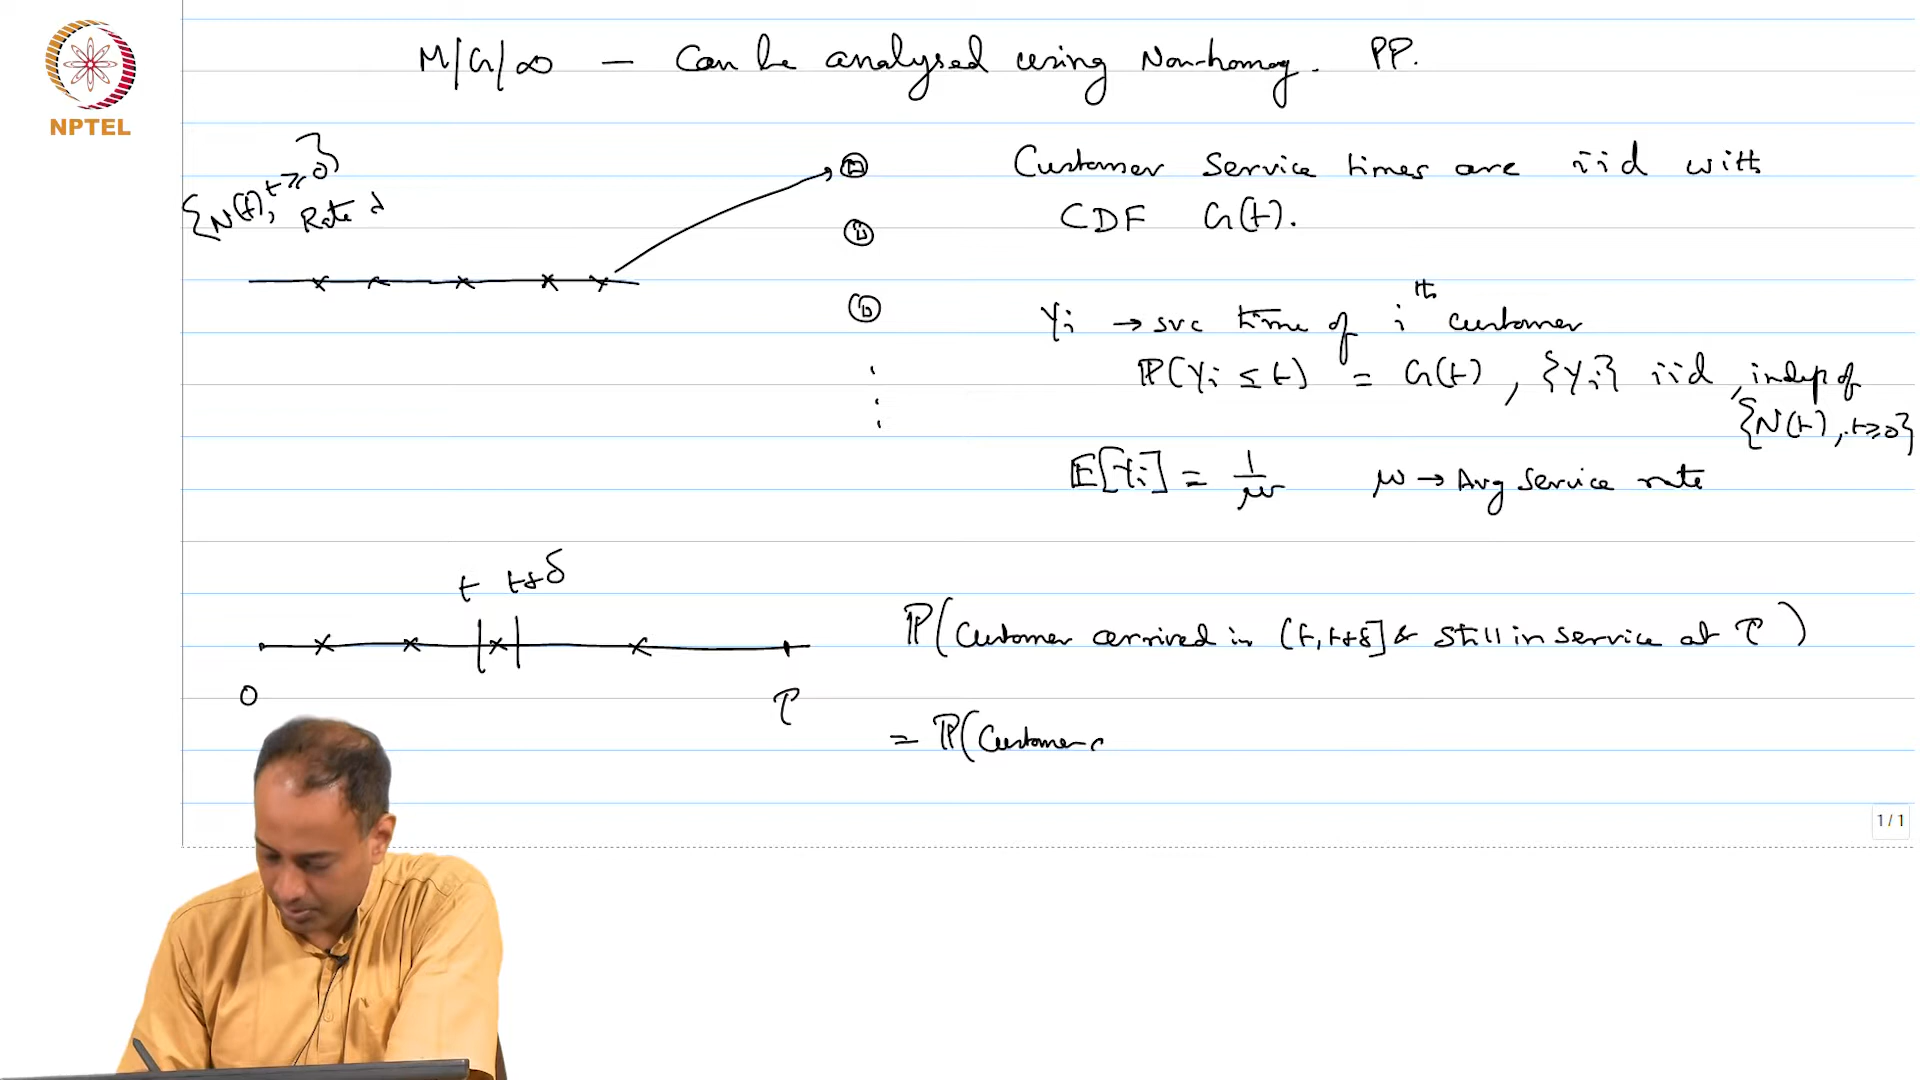 M/G/∞ — Can be analysed using Non-homog. PP.
NPTEL
{N(t), t≥0}
Rate λ
Customer Service times are iid with
CDF G(t).
Yi → svc time of ith customer
P(Yi ≤ t) = G(t), {Yi} iid, indep of
{N(t), t≥0}
E[Yi] = 1/μ μ → Avg service rate
t t+δ
P(Customer arrived in (t, t+δ] & still in service at τ)
0 τ
= P(Customer
1 / 1